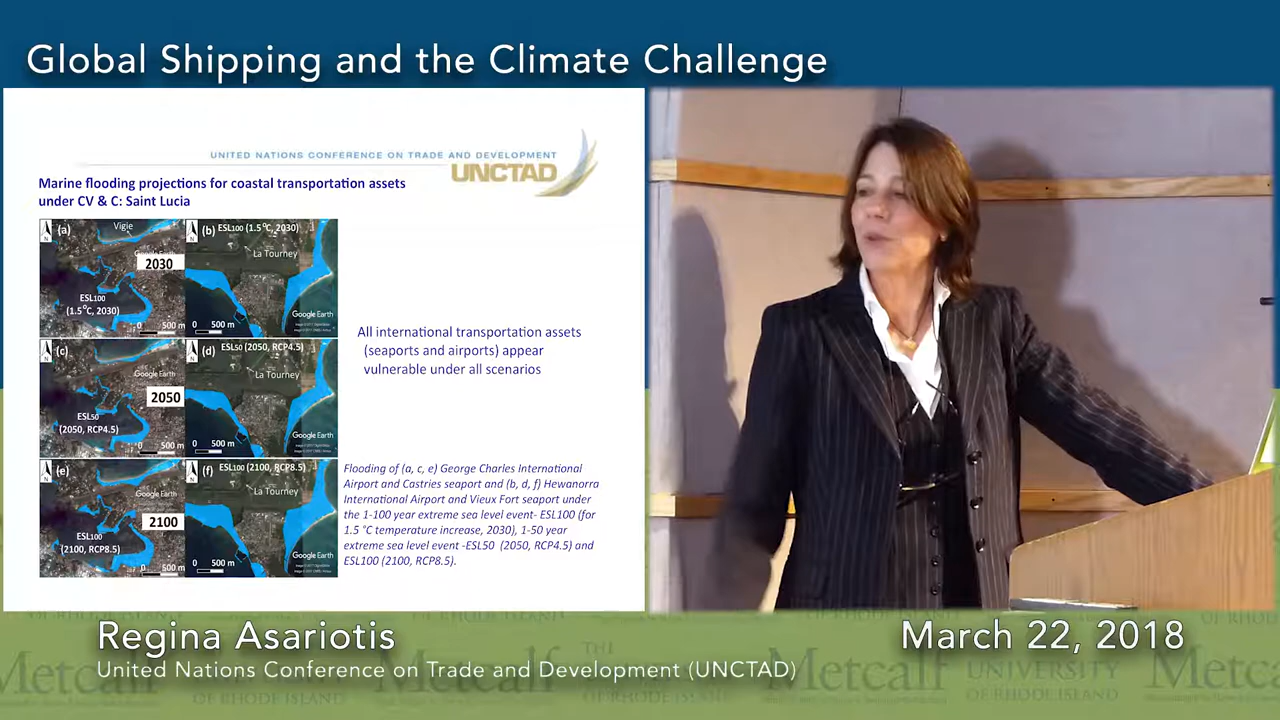 Global Shipping and the Climate Challenge
UNITED NATIONS CONFERENCE ON TRADE AND DEVELOPMENT
UNCTAD
Marine flooding projections for coastal transportation assets
under CV & C: Saint Lucia
(a)
Vigie
2030
ESL100
(1.5°C, 2030)
0 500 m
N
(b) ESL100 (1.5°C, 2030)
La Tourney
Google Earth
0 500 m
N
(c)
Google Earth
2050
ESL50
(2050, RCP4.5)
0 500 m
N
(d) ESL50 (2050, RCP4.5)
La Tourney
Google Earth
0 500 m
N
(e)
Google Earth
2100
ESL100
(2100, RCP8.5)
0 500 m
N
(f) ESL100 (2100, RCP8.5)
La Tourney
Google Earth
0 500 m
N
All international transportation assets
(seaports and airports) appear
vulnerable under all scenarios
Flooding of (a, c, e) George Charles International
Airport and Castries seaport and (b, d, f) Hewanorra
International Airport and Vieux Fort seaport under
the 1-100 year extreme sea level event- ESL100 (for
1.5 °C temperature increase, 2030), 1-50 year
extreme sea level event -ESL50 (2050, RCP4.5) and
ESL100 (2100, RCP8.5).
Regina Asariotis
United Nations Conference on Trade and Development (UNCTAD)
March 22, 2018
Metcalf
THE
UNIVERSITY
OF RHODE ISLAND